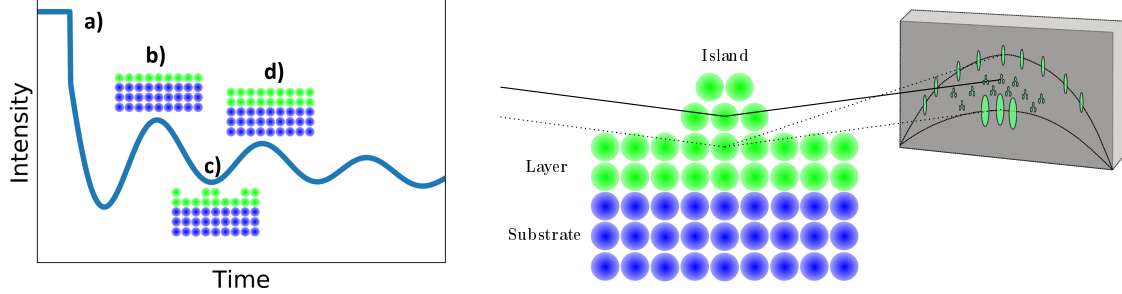 a)
b)
d)
c)
Intensity
Time
Island
Layer
Substrate